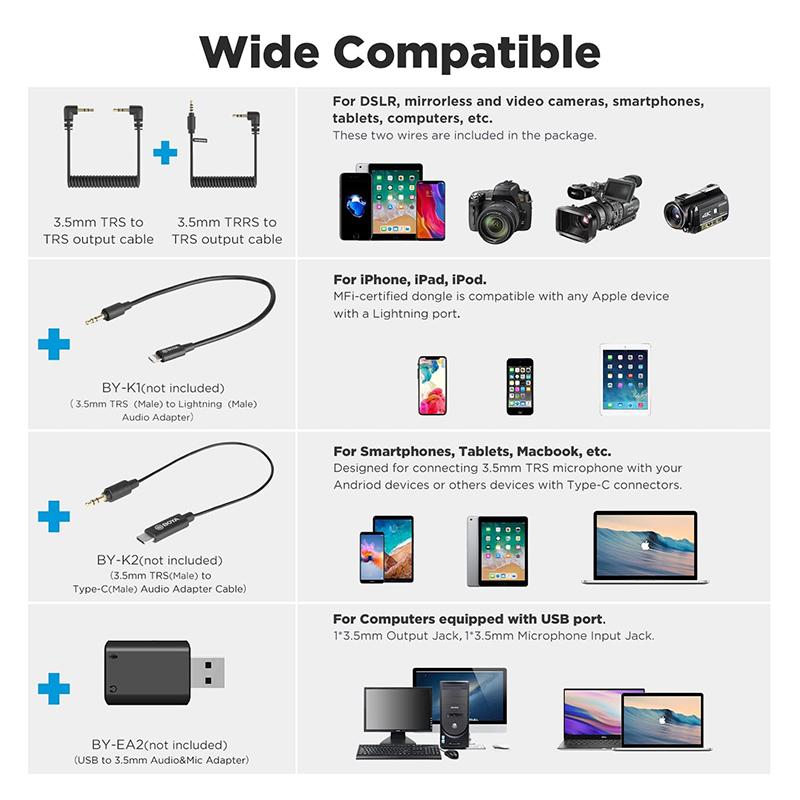 Wide Compatible
3.5mm TRS to
TRS output cable
3.5mm TRRS to
TRS output cable
For DSLR, mirrorless and video cameras, smartphones,
tablets, computers, etc.
These two wires are included in the package.
4K
BOYA
BY-K1(not included)
(3.5mm TRS (Male) to Lightning (Male)
Audio Adapter)
For iPhone, iPad, iPod.
MFi-certified dongle is compatible with any Apple device
with a Lightning port.
BOYA
BY-K2(not included)
(3.5mm TRS(Male) to
Type-C(Male) Audio Adapter Cable)
For Smartphones, Tablets, Macbook, etc.
Designed for connecting 3.5mm TRS microphone with your
Andriod devices or others devices with Type-C connectors.
BY-EA2(not included)
(USB to 3.5mm Audio&Mic Adapter)
For Computers equipped with USB port.
1*3.5mm Output Jack, 1*3.5mm Microphone Input Jack.